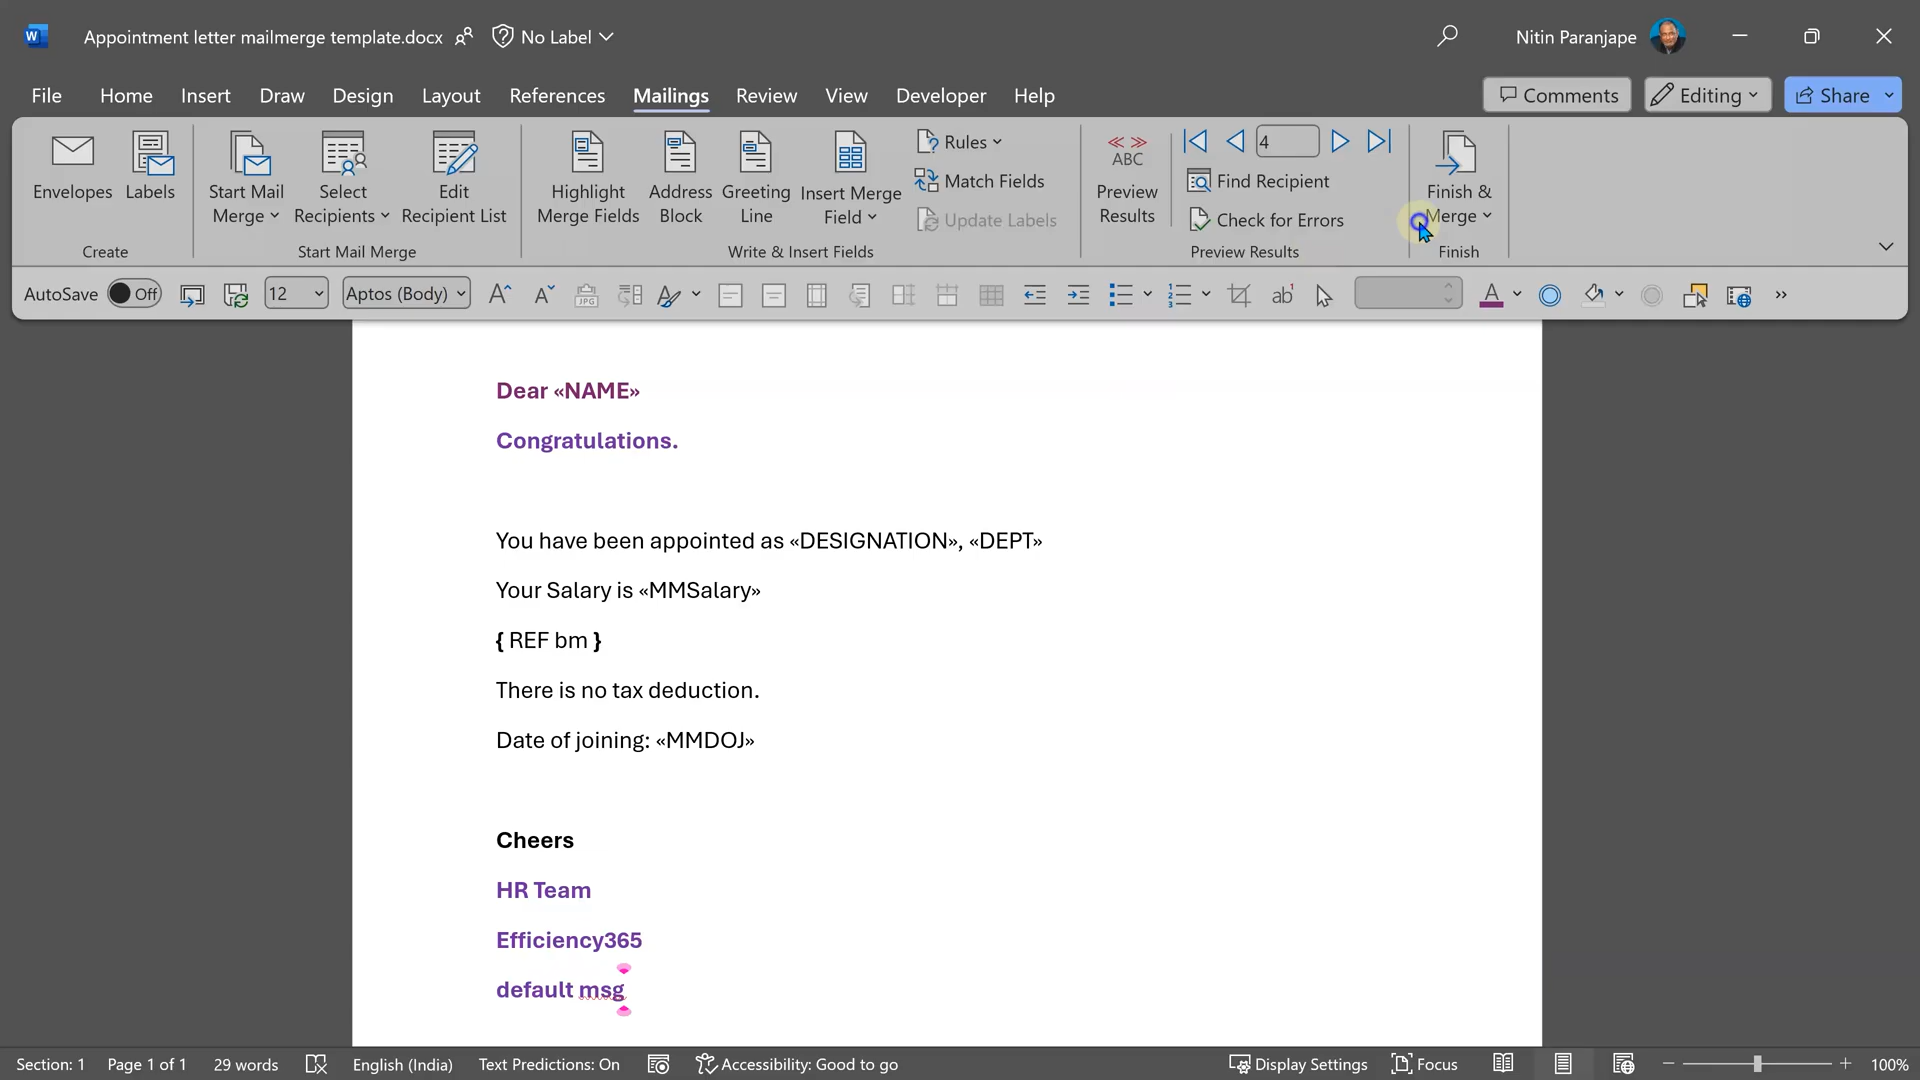 W Appointment letter mailmerge template.docx No Label Nitin Paranjape
File Home Insert Draw Design Layout References Mailings Review View Developer Help Comments Editing Share
Envelopes Labels Start Mail Merge Select Recipients Edit Recipient List Highlight Merge Fields Address Block Greeting Line Insert Merge Field Rules Match Fields Update Labels ABC Preview Results 4 Find Recipient Check for Errors Finish & Merge
Create Start Mail Merge Write & Insert Fields Preview Results Finish
AutoSave Off 12 Aptos (Body) JPG ab A
Dear «NAME»
Congratulations.
You have been appointed as «DESIGNATION», «DEPT»
Your Salary is «MMSalary»
{ REF bm }
There is no tax deduction.
Date of joining: «MMDOJ»
Cheers
HR Team
Efficiency365
default msg
Section: 1 Page 1 of 1 29 words English (India) Text Predictions: On Accessibility: Good to go Display Settings Focus 100%